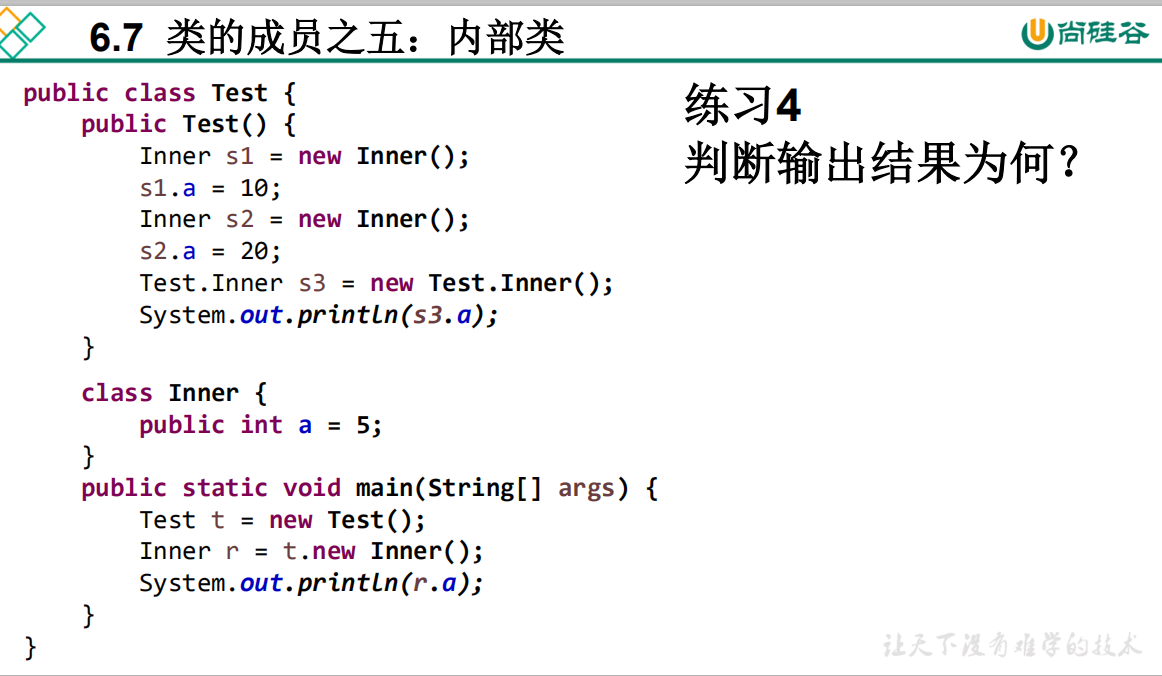 6.7 类的成员之五：内部类
尚硅谷
public class Test {
public Test() {
Inner s1 = new Inner();
s1.a = 10;
Inner s2 = new Inner();
s2.a = 20;
Test.Inner s3 = new Test.Inner();
System.out.println(s3.a);
}
class Inner {
public int a = 5;
}
public static void main(String[] args) {
Test t = new Test();
Inner r = t.new Inner();
System.out.println(r.a);
}
}
练习4
判断输出结果为何？
让天下没有难学的技术